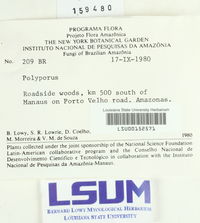 159480
PROGRAMA FLORA
Projeto Flora Amazônica
THE NEW YORK BOTANICAL GARDEN
INSTITUTO NACIONAL DE PESQUISAS DA AMAZÔNIA
Fungi of Brazilian Amazônia
No. 209 BR 17-IX-1980
Polyporus
Roadside woods, km 500 south of
Manaus on Porto Velho road. Amazonas.
Louisiana State University Herbarium
B. Lowy, S. R. Lowrie, D. Coelho,
M. Morreira & V. M. de Souza 1980
Plants collected under the joint sponsorship of the National Science Foundation
Latin-American collaborative program and the Conselho Nacional de
Desenvolvimento Científico e Tecnológico in collaboration with the Instituto
Nacional de Pesquisas da Amazônia-Manaus.
LSUM
BERNARD LOWY MYCOLOGICAL HERBARIUM
LOUISIANA STATE UNIVERSITY